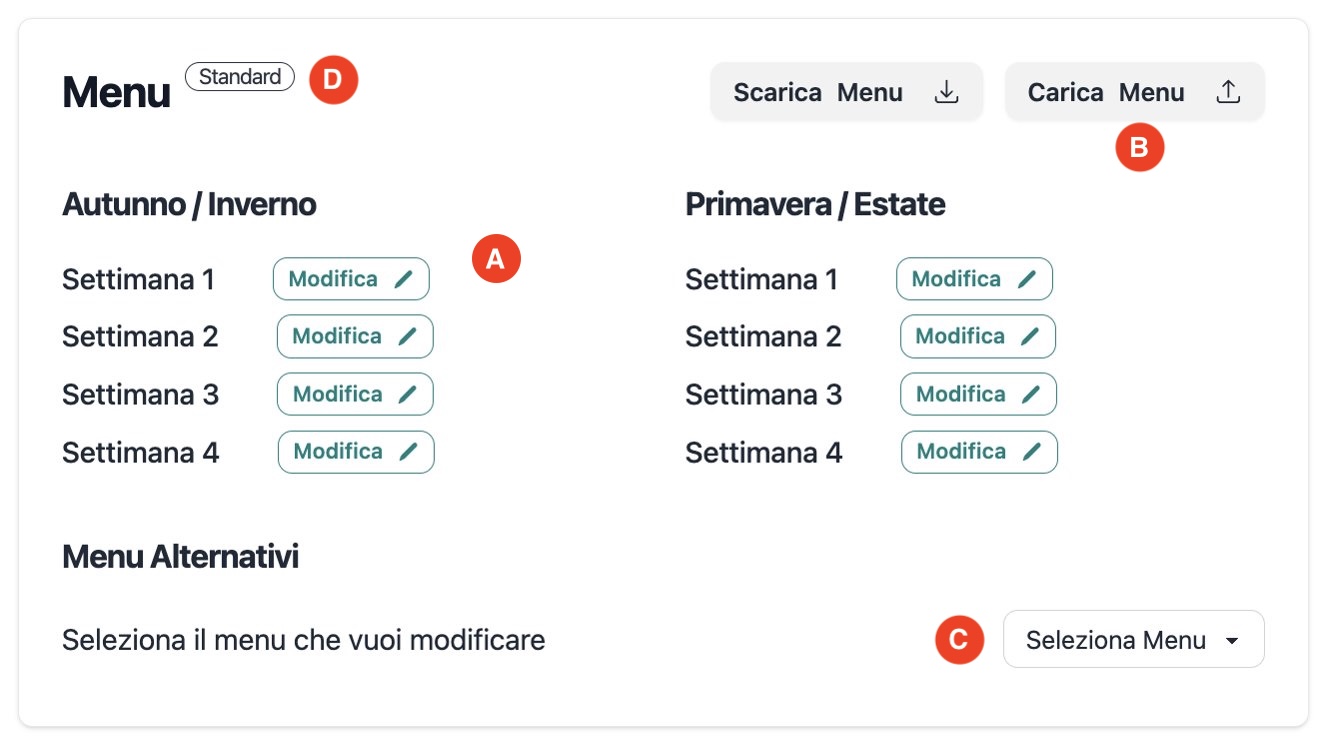 Menu Standard D Scarica Menu Carica Menu
B
Autunno / Inverno Primavera / Estate
A
Settimana 1 Modifica Settimana 1 Modifica
Settimana 2 Modifica Settimana 2 Modifica
Settimana 3 Modifica Settimana 3 Modifica
Settimana 4 Modifica Settimana 4 Modifica
Menu Alternativi
Seleziona il menu che vuoi modificare C Seleziona Menu